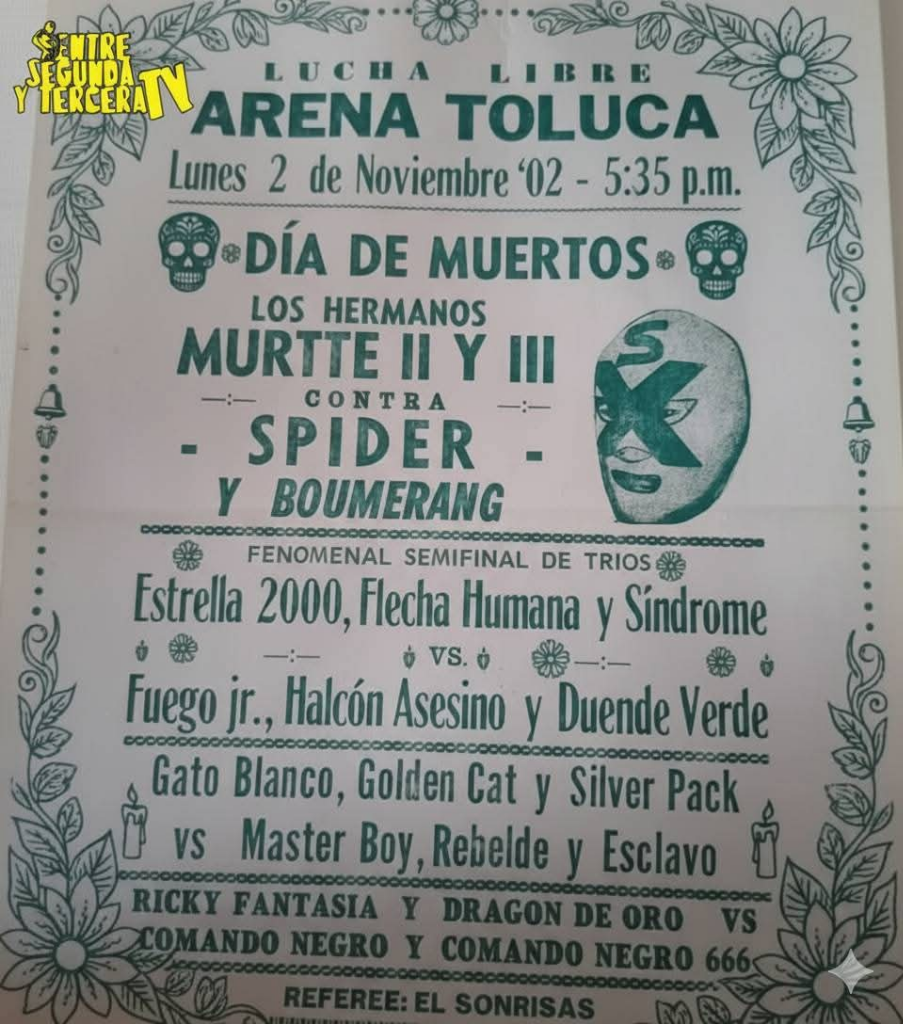 ENTRE
SEGUNDA
Y TERCERA TV
LUCHA LIBRE
ARENA TOLUCA
Lunes 2 de Noviembre '02 - 5:35 p.m.
DÍA DE MUERTOS
LOS HERMANOS
MURTTE II Y III
—:— CONTRA —:—
- SPIDER -
Y BOUMERANG
SX
FENOMENAL SEMIFINAL DE TRIOS
Estrella 2000, Flecha Humana y Síndrome
—:— VS. —:—
Fuego jr., Halcón Asesino y Duende Verde
Gato Blanco, Golden Cat y Silver Pack
vs Master Boy, Rebelde y Esclavo
RICKY FANTASIA Y DRAGON DE ORO VS
COMANDO NEGRO Y COMANDO NEGRO 666
REFEREE: EL SONRISAS